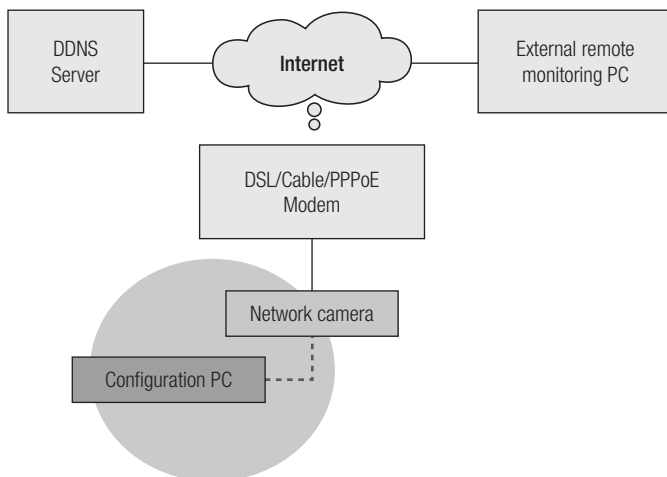 DDNS
Server
Internet
External remote
monitoring PC
DSL/Cable/PPPoE
Modem
Network camera
Configuration PC